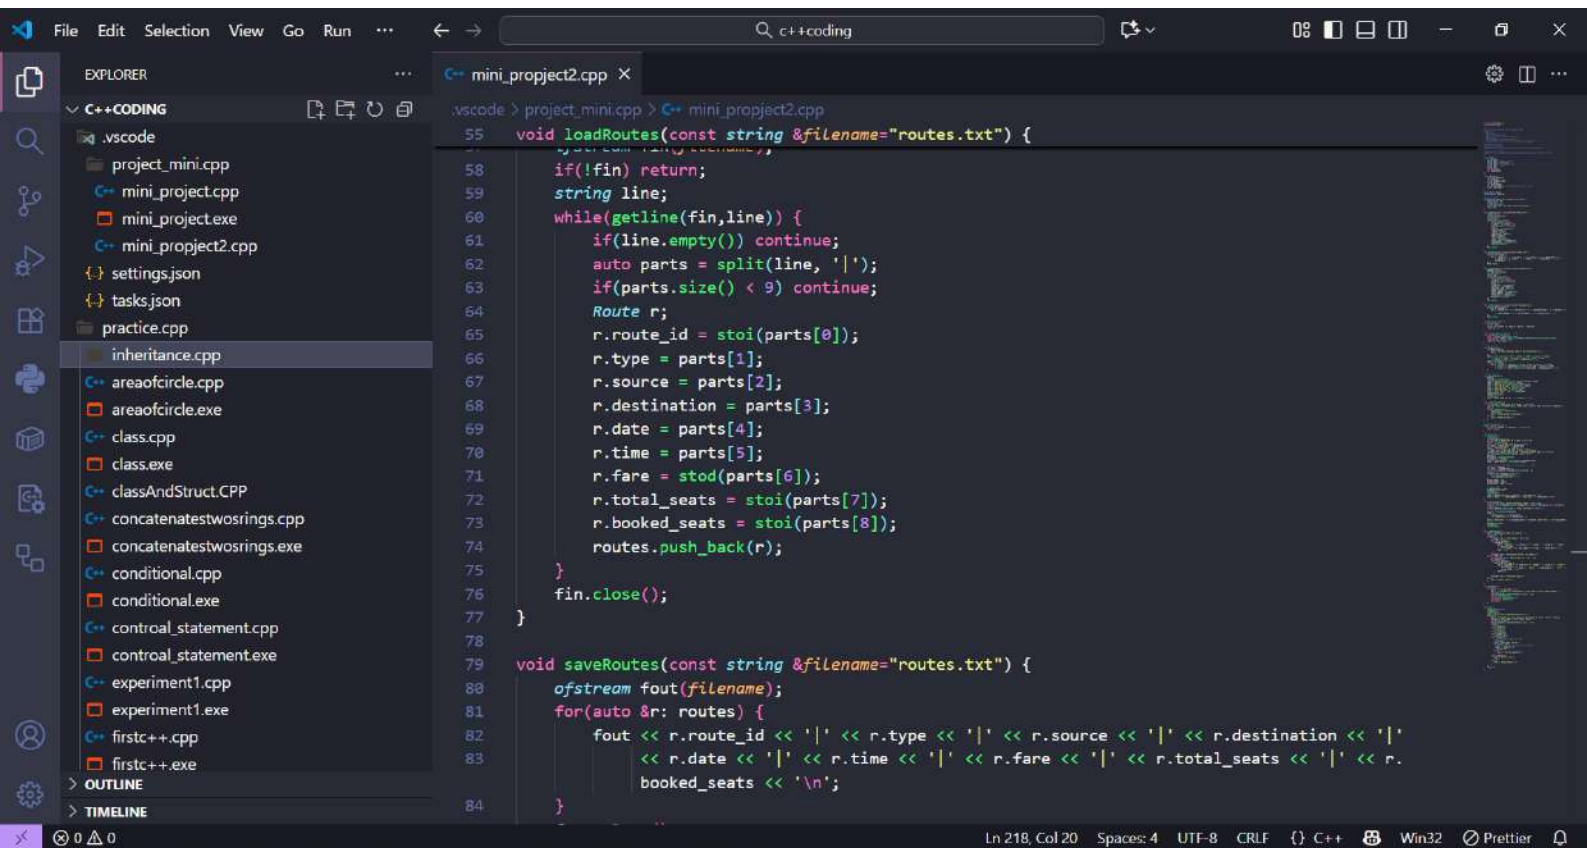 File Edit Selection View Go Run ···
c++coding
EXPLORER
C++CODING
.vscode
project_mini.cpp
mini_project.cpp
mini_project.exe
mini_propject2.cpp
settings.json
tasks.json
practice.cpp
inheritance.cpp
areaofcircle.cpp
areaofcircle.exe
class.cpp
class.exe
classAndStruct.CPP
concatenatestwosrings.cpp
concatenatestwosrings.exe
conditional.cpp
conditional.exe
controal_statement.cpp
controal_statement.exe
experiment1.cpp
experiment1.exe
firstc++.cpp
firstc++.exe
OUTLINE
TIMELINE
mini_propject2.cpp
.vscode > project_mini.cpp > mini_propject2.cpp
55 void loadRoutes(const string &filename="routes.txt") {
58 if(!fin) return;
59 string line;
60 while(getline(fin,line)) {
61 if(line.empty()) continue;
62 auto parts = split(line, '|');
63 if(parts.size() < 9) continue;
64 Route r;
65 r.route_id = stoi(parts[0]);
66 r.type = parts[1];
67 r.source = parts[2];
68 r.destination = parts[3];
69 r.date = parts[4];
70 r.time = parts[5];
71 r.fare = stod(parts[6]);
72 r.total_seats = stoi(parts[7]);
73 r.booked_seats = stoi(parts[8]);
74 routes.push_back(r);
75 }
76 fin.close();
77 }
78
79 void saveRoutes(const string &filename="routes.txt") {
80 ofstream fout(filename);
81 for(auto &r: routes) {
82 fout << r.route_id << '|' << r.type << '|' << r.source << '|' << r.destination << '|'
83 << r.date << '|' << r.time << '|' << r.fare << '|' << r.total_seats << '|' << r.
booked_seats << '\n';
84 }
0 0 Ln 218, Col 20 Spaces: 4 UTF-8 CRLF {} C++ Win32 Prettier